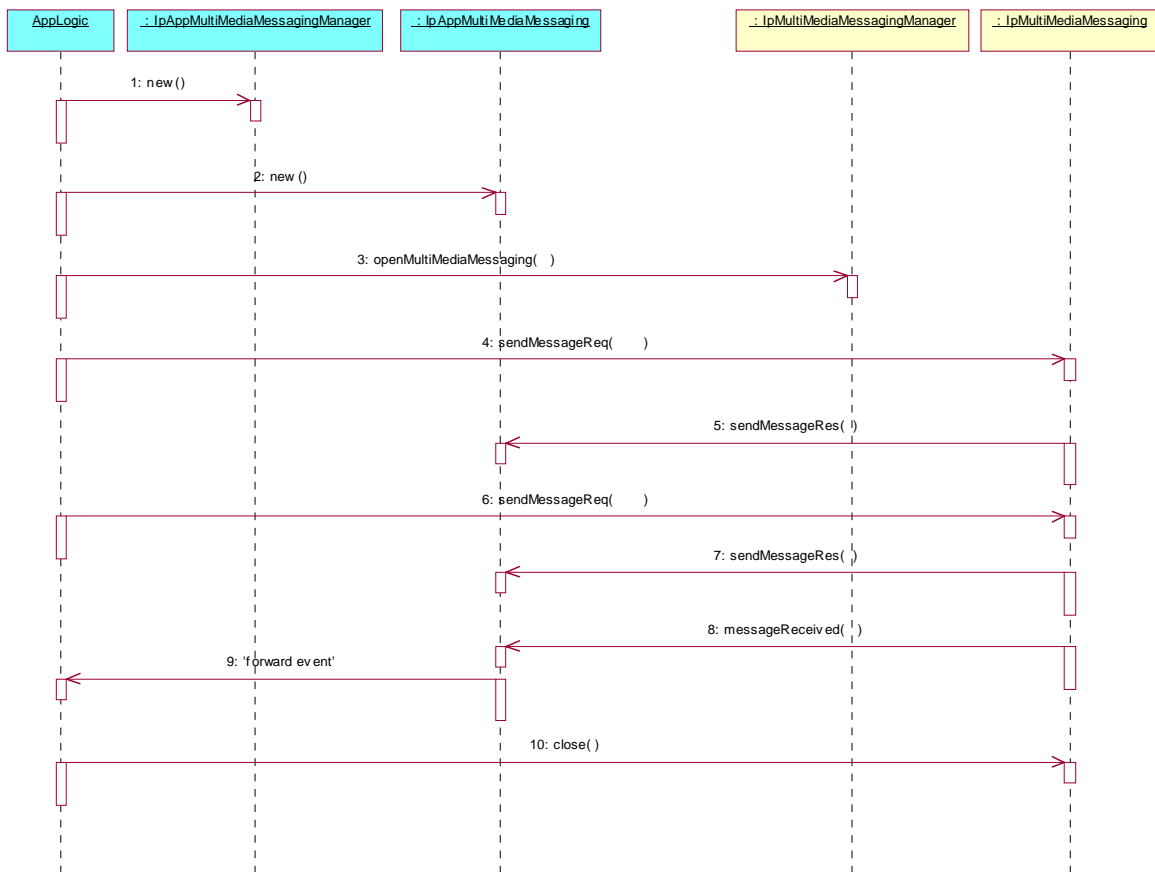 AppLogic
: IpAppMultiMediaMessagingManager
: IpAppMultiMediaMessaging
: IpMultiMediaMessagingManager
: IpMultiMediaMessaging
1: new()
2: new()
3: openMultiMediaMessaging( )
4: sendMessageReq( )
5: sendMessageRes( )
6: sendMessageReq( )
7: sendMessageRes( )
8: messageReceived( )
9: 'forward event'
10: close()